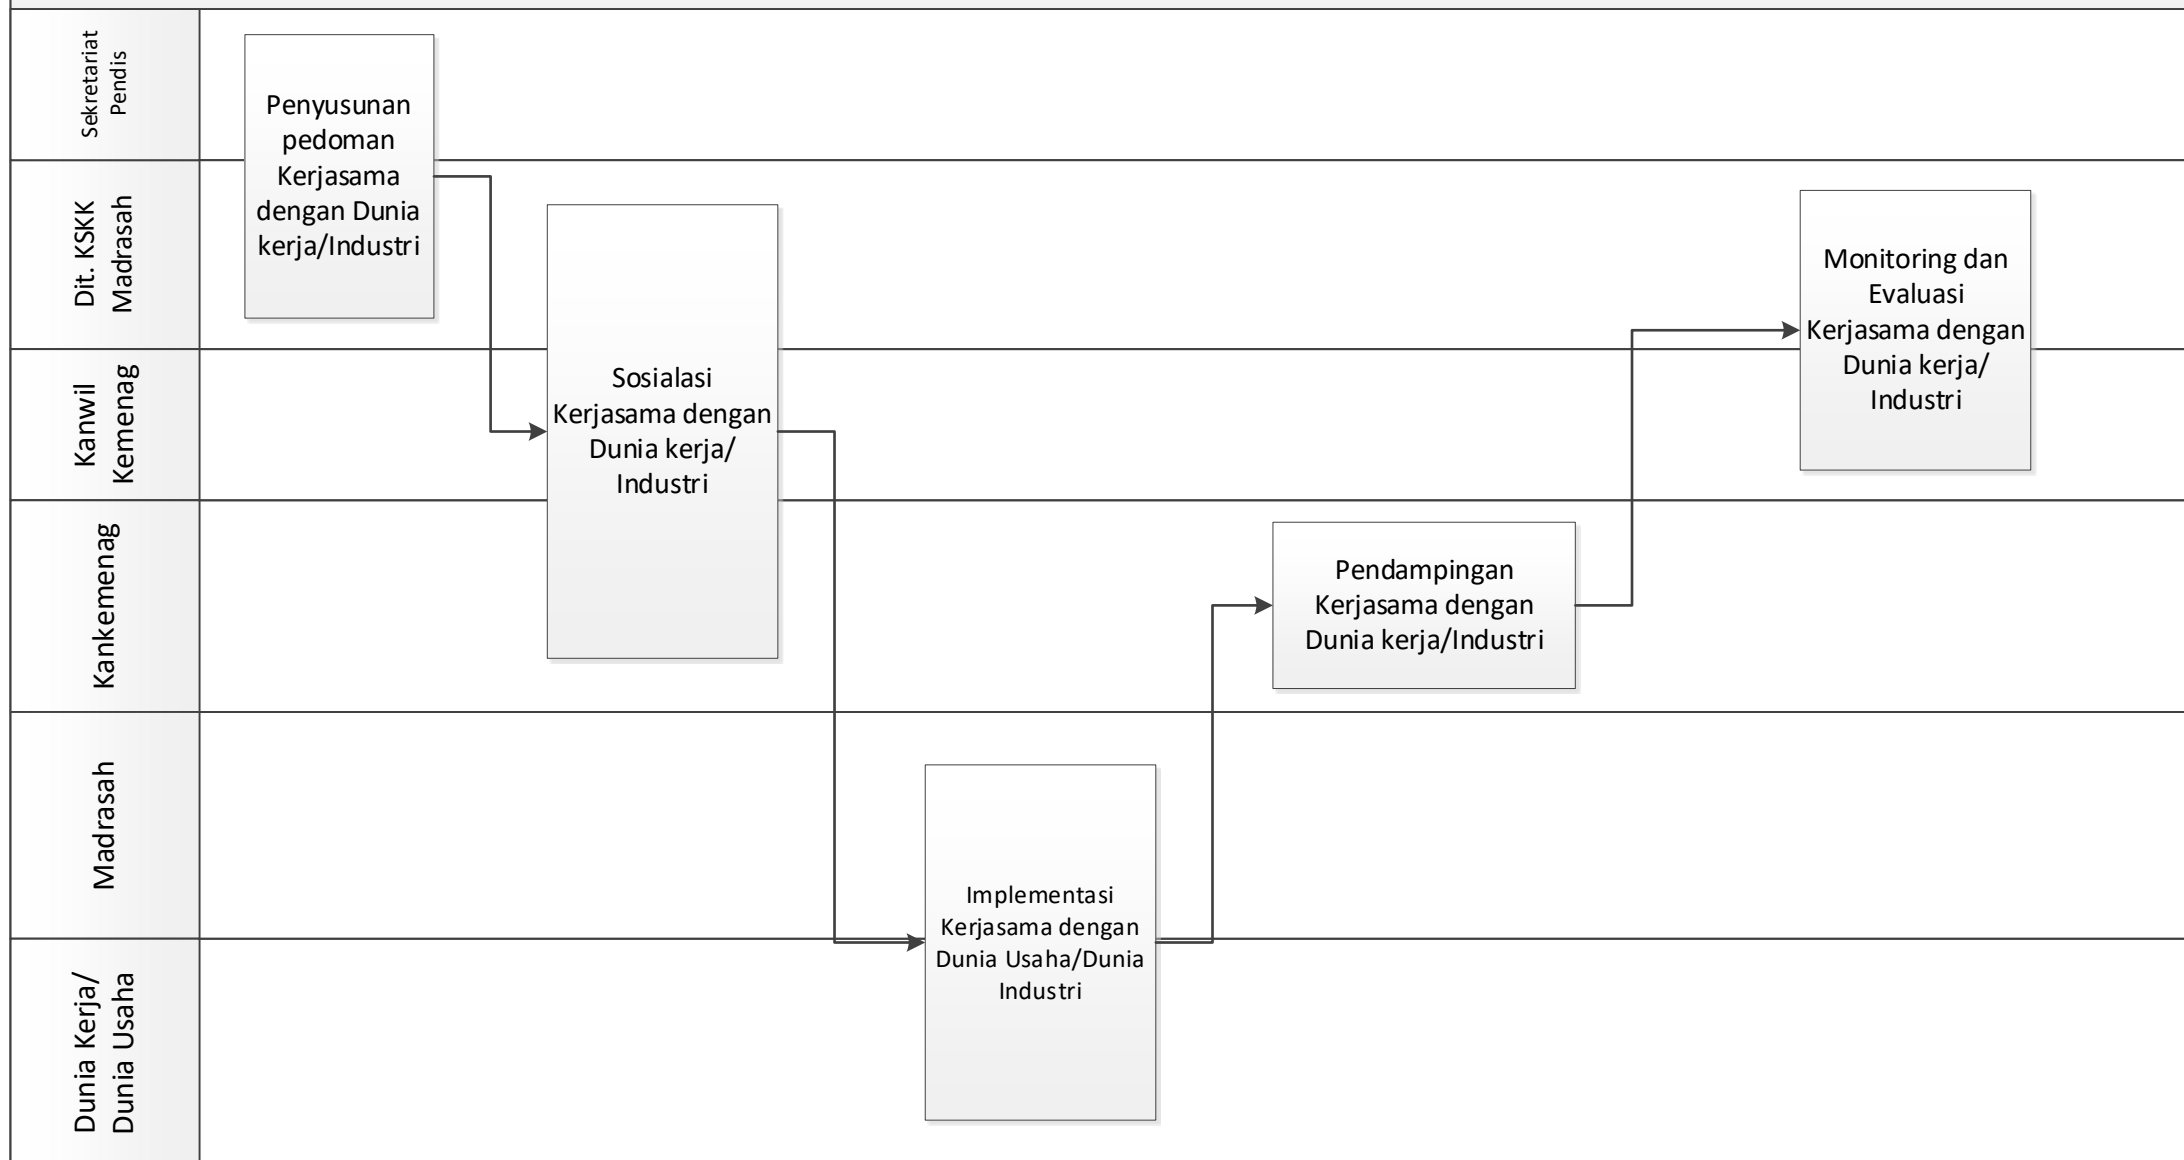 Sekretariat
Pendis
Dit. KSKK
Madrasah
Kanwil
Kemenag
Kankemenag
Madrasah
Dunia Kerja/
Dunia Usaha
Penyusunan
pedoman
Kerjasama
dengan Dunia
kerja/Industri
Sosialasi
Kerjasama dengan
Dunia kerja/
Industri
Implementasi
Kerjasama dengan
Dunia Usaha/Dunia
Industri
Pendampingan
Kerjasama dengan
Dunia kerja/Industri
Monitoring dan
Evaluasi
Kerjasama dengan
Dunia kerja/
Industri